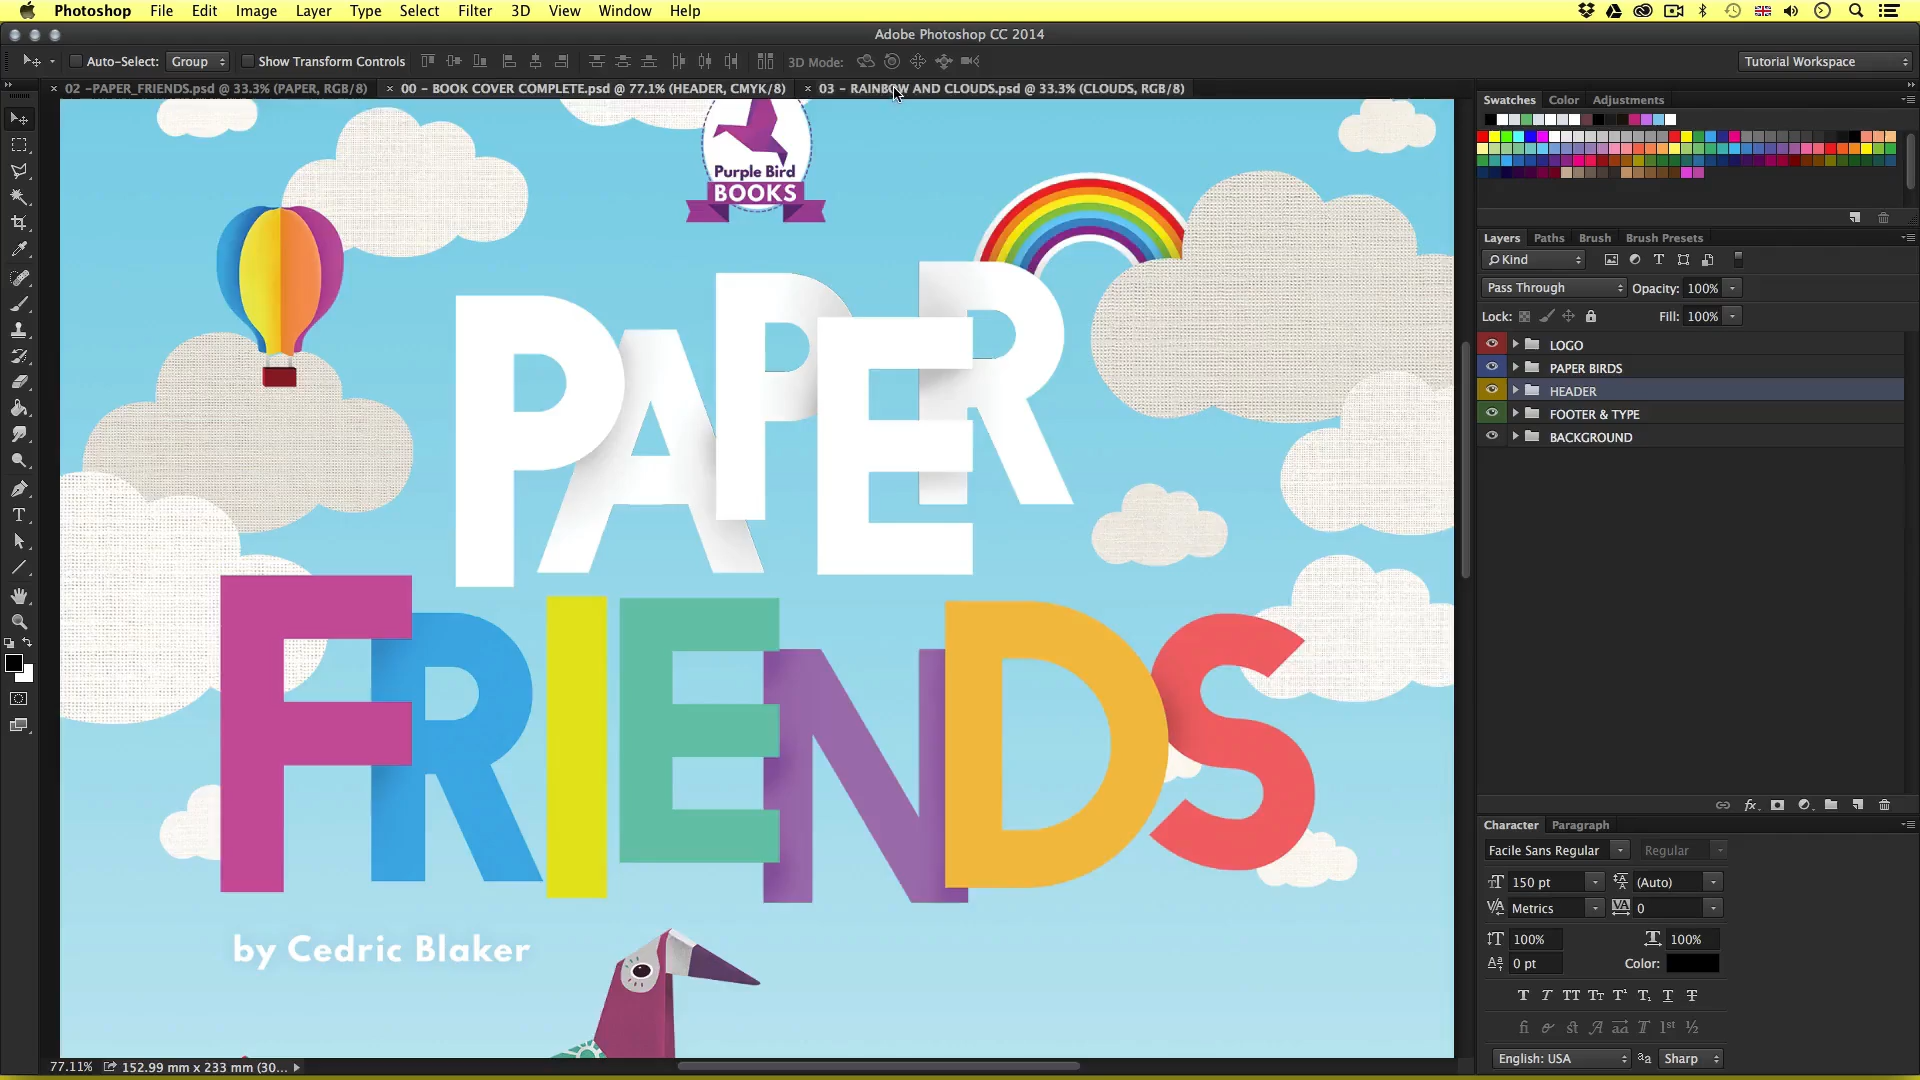 Photoshop File Edit Image Layer Type Select Filter 3D View Window Help
Adobe Photoshop CC 2014
Auto-Select: Group Show Transform Controls 3D Mode: Tutorial Workspace
02 -PAPER_FRIENDS.psd @ 33.3% (PAPER, RGB/8) 00 - BOOK COVER COMPLETE.psd @ 77.1% (HEADER, CMYK/8) 03 - RAINBOW AND CLOUDS.psd @ 33.3% (CLOUDS, RGB/8)
Swatches Color Adjustments
Purple Bird
BOOKS
PAPER
FRIENDS
by Cedric Blaker
Layers Paths Brush Brush Presets
Kind
Pass Through Opacity: 100%
Lock: Fill: 100%
LOGO
PAPER BIRDS
HEADER
FOOTER & TYPE
BACKGROUND
Character Paragraph
Facile Sans Regular Regular
150 pt (Auto)
Metrics 0
100% 100%
0 pt Color:
English: USA Sharp
77.11% 152.99 mm x 233 mm (30...